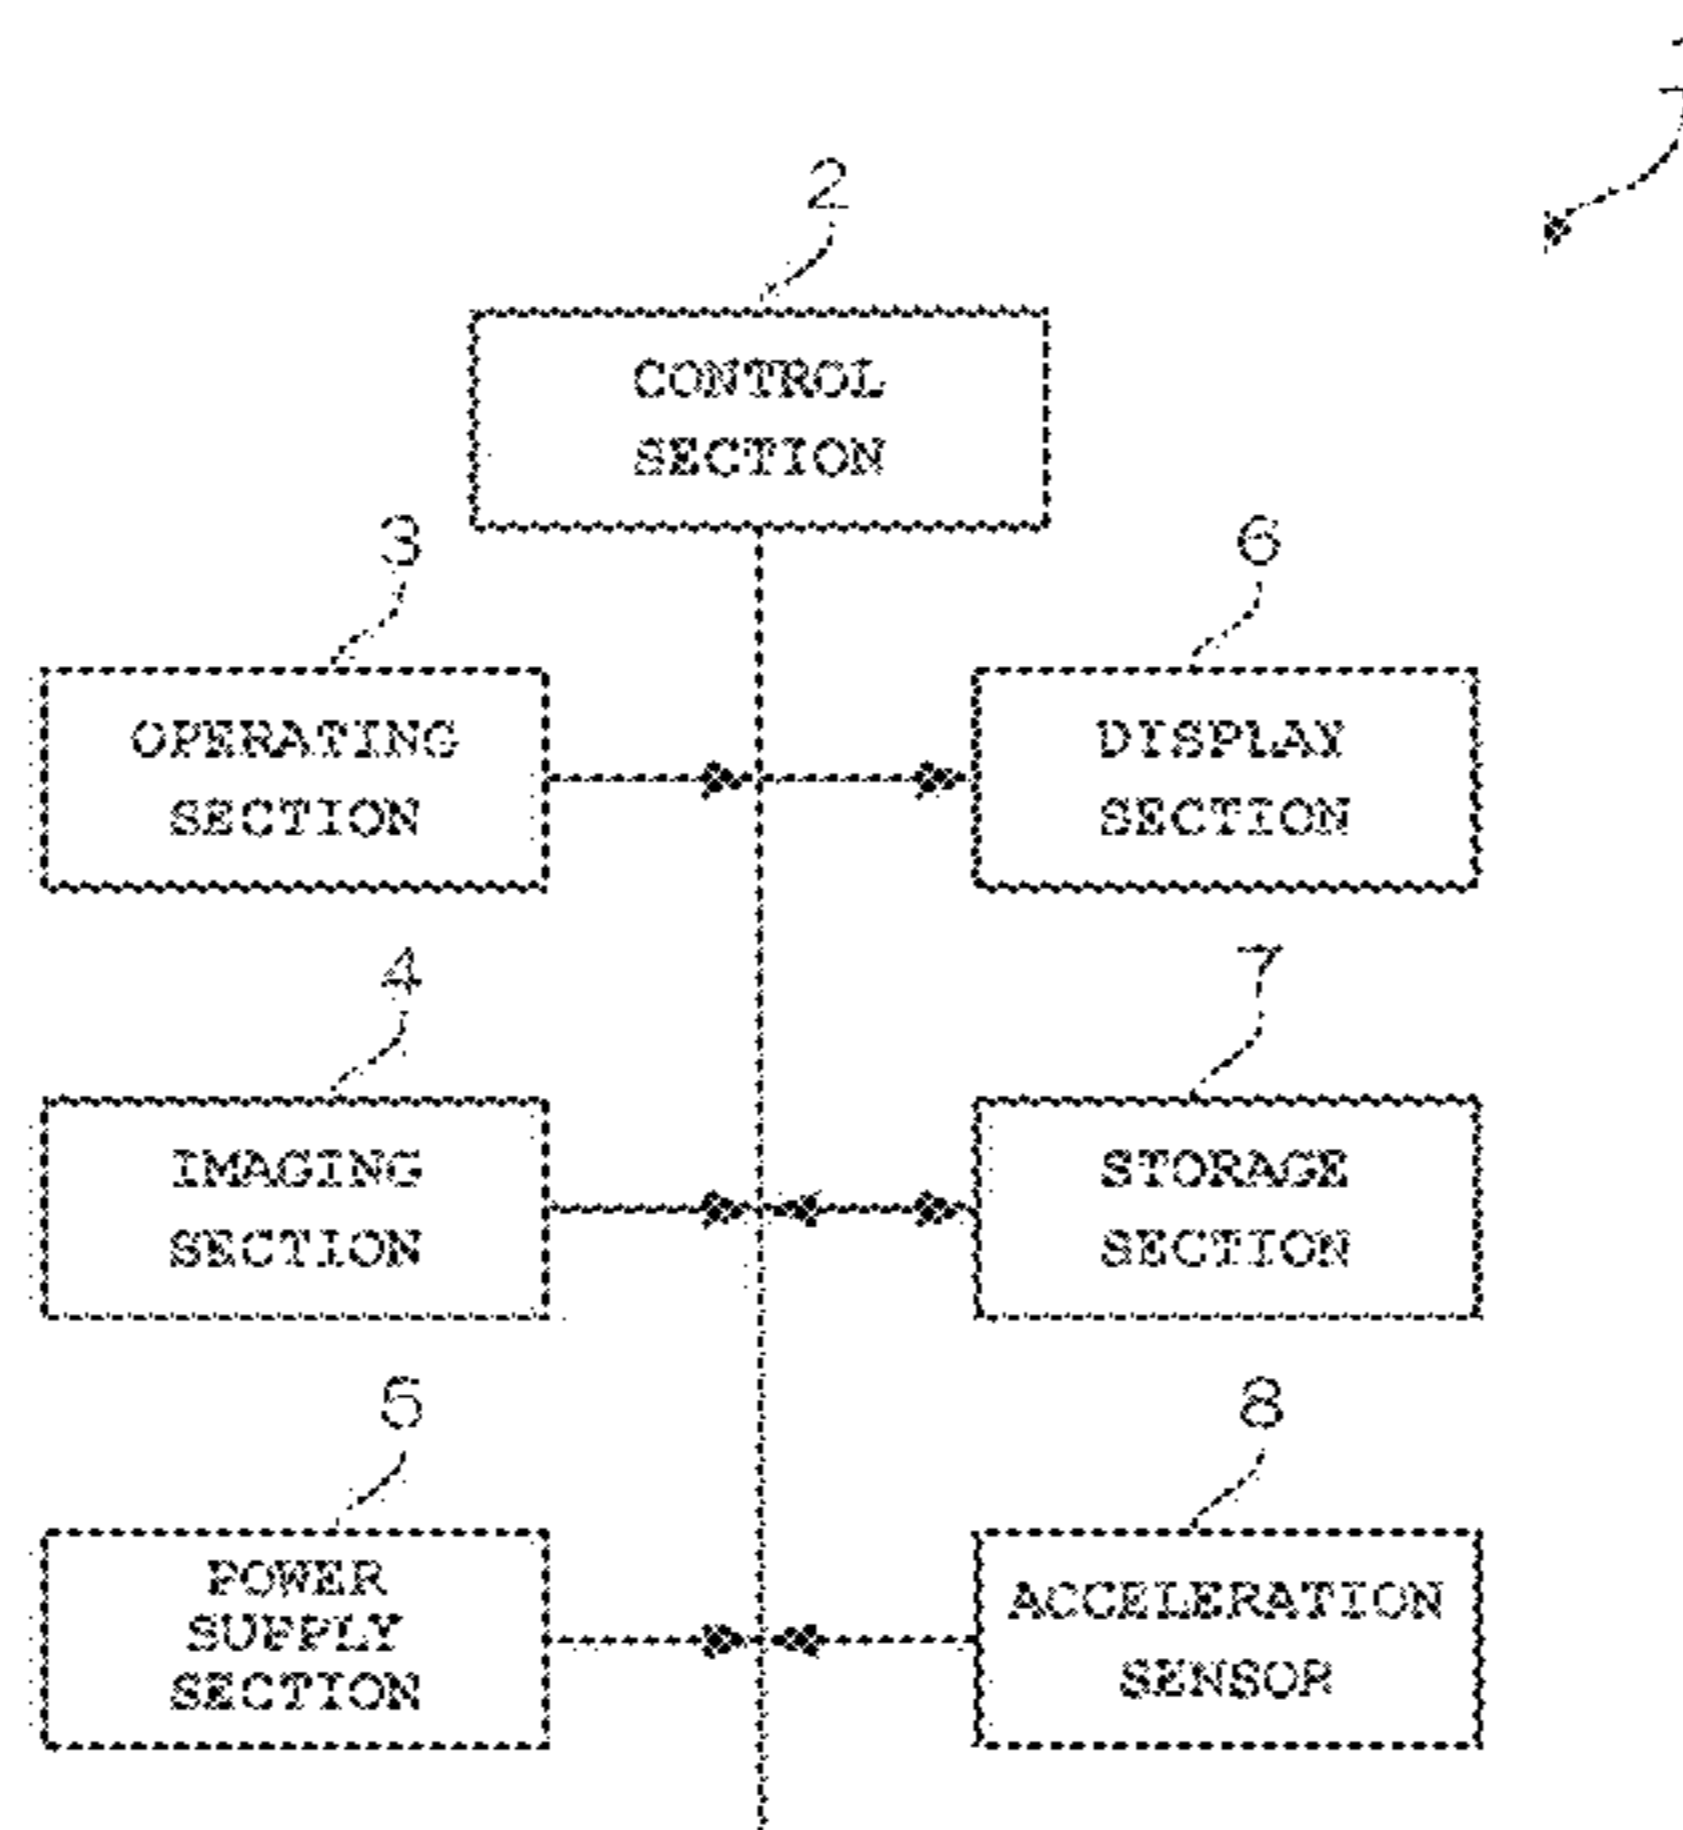 1
2
CONTROL
SECTION
3
6
OPERATING
SECTION
DISPLAY
SECTION
4
7
IMAGING
SECTION
STORAGE
SECTION
5
8
POWER
SUPPLY
SECTION
ACCELERATION
SENSOR